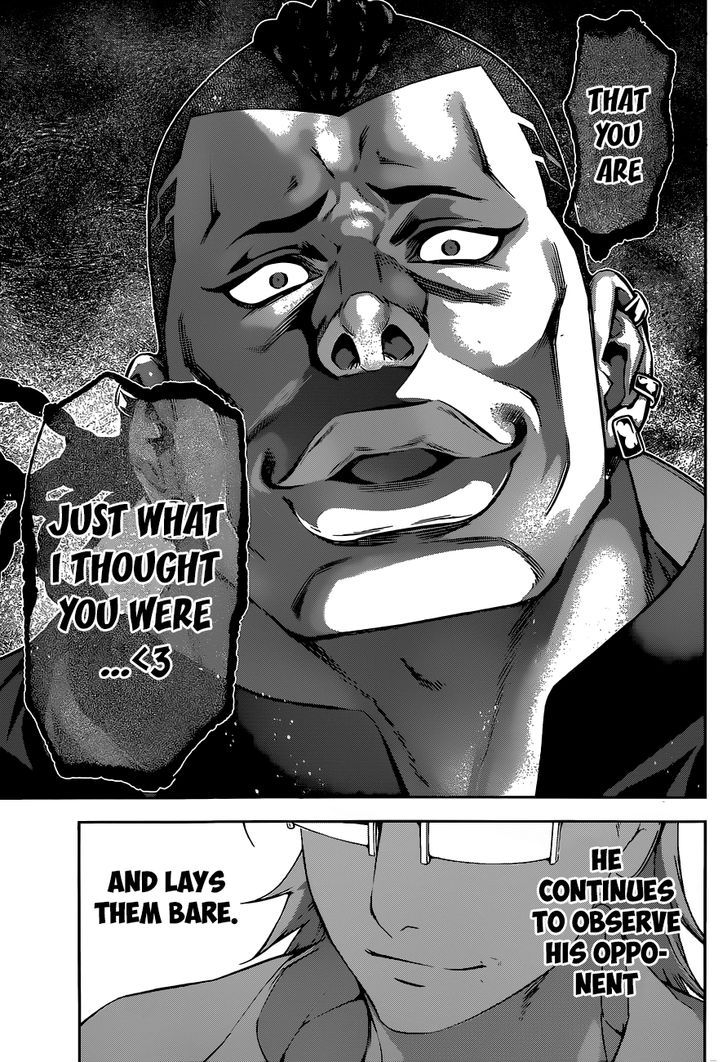 THAT
YOU
ARE
JUST WHAT
I THOUGHT
YOU WERE
...<3
HE
CONTINUES
TO OBSERVE
HIS OPPO-
NENT
AND LAYS
THEM BARE.